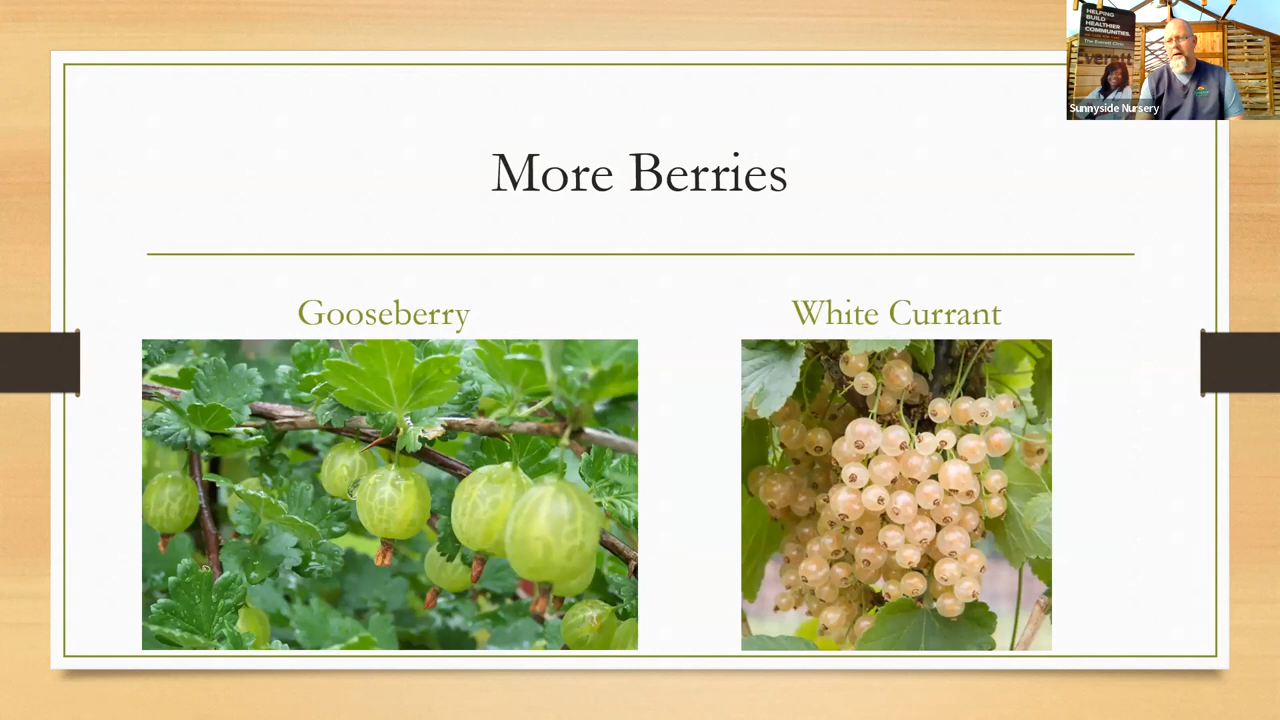 HELPING
BUILD
HEALTHIER
COMMUNITIES.
The Everett Clinic
Everett
Sunnyside Nursery
More Berries
Gooseberry
White Currant